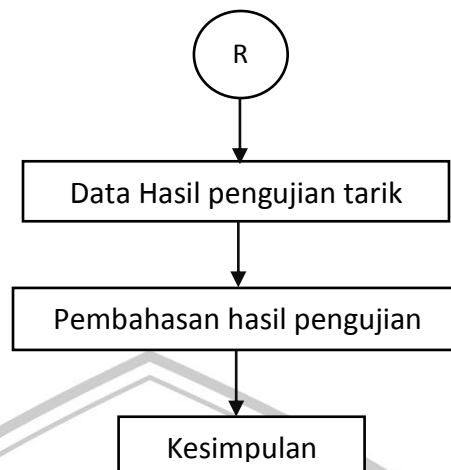 R
Data Hasil pengujian tarik
Pembahasan hasil pengujian
Kesimpulan